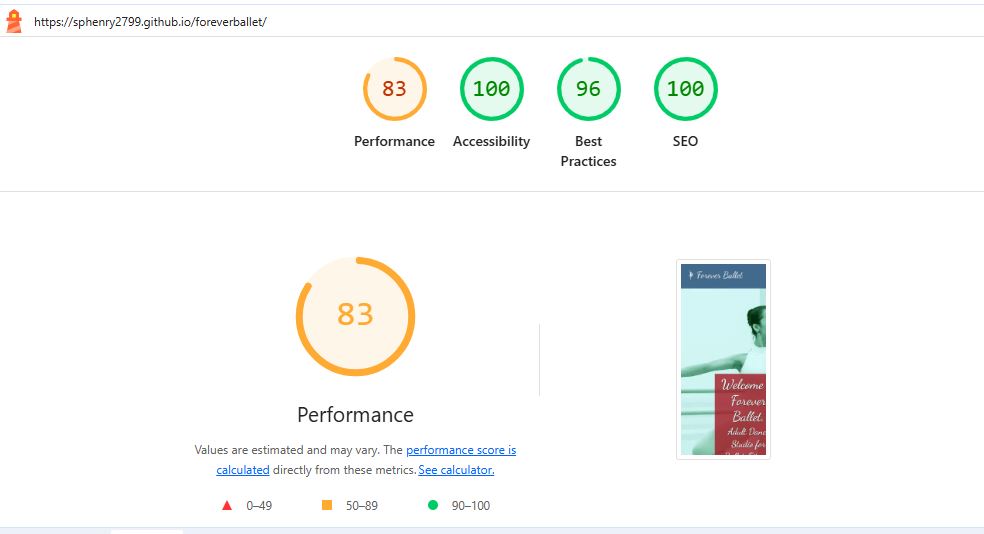 https://sphenry2799.github.io/foreverballet/
83
100
96
100
Performance
Accessibility
Best
Practices
SEO
83
Performance
Values are estimated and may vary. The performance score is
calculated directly from these metrics. See calculator.
0–49
50–89
90–100
Forever Ballet
Welcome
Forever
Ballet.
Adult Danc
Studio for